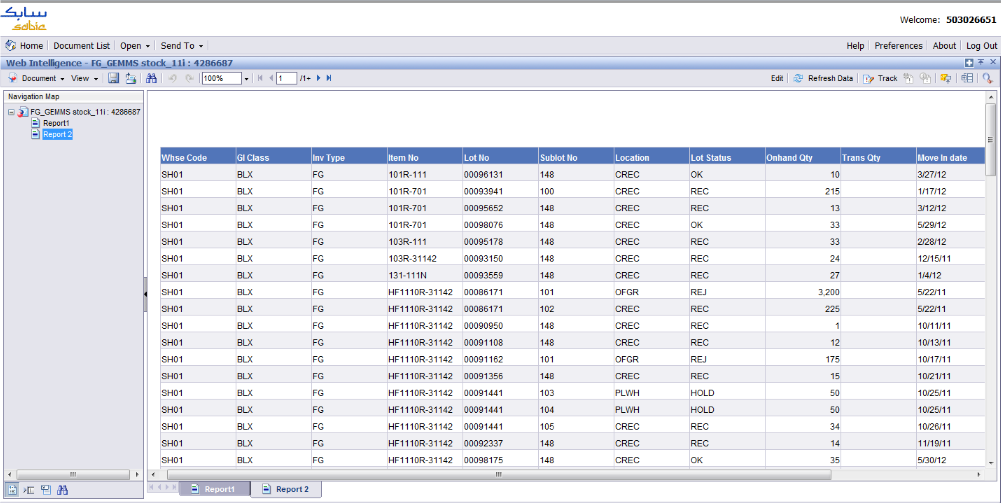 سابک
sabic
Welcome: 503026651
Home Document List Open Send To Help Preferences About Log Out
Web Intelligence - FG_GEMMS stock_11i : 4286687
Document View 100% 1 /1+ Edit Refresh Data Track
Navigation Map
FG_GEMMS stock_11i : 4286687
Report1
Report 2
Whse Code Gl Class Inv Type Item No Lot No Sublot No Location Lot Status Onhand Qty Trans Qty Move In date
SH01 BLX FG 101R-111 00096131 148 CREC OK 10 3/27/12
SH01 BLX FG 101R-701 00093941 100 CREC REC 215 1/17/12
SH01 BLX FG 101R-701 00095652 148 CREC REC 13 3/12/12
SH01 BLX FG 101R-701 00098076 148 CREC OK 33 5/29/12
SH01 BLX FG 103R-111 00095178 148 CREC REC 33 2/28/12
SH01 BLX FG 103R-31142 00093150 148 CREC REC 24 12/15/11
SH01 BLX FG 131-111N 00093559 148 CREC REC 27 1/4/12
SH01 BLX FG HF1110R-31142 00086171 101 OFGR REJ 3,200 5/22/11
SH01 BLX FG HF1110R-31142 00086171 102 CREC REC 225 5/22/11
SH01 BLX FG HF1110R-31142 00090950 148 CREC REC 1 10/11/11
SH01 BLX FG HF1110R-31142 00091108 148 CREC REC 12 10/13/11
SH01 BLX FG HF1110R-31142 00091162 101 OFGR REJ 175 10/17/11
SH01 BLX FG HF1110R-31142 00091356 148 CREC REC 15 10/21/11
SH01 BLX FG HF1110R-31142 00091441 103 PLWH HOLD 50 10/25/11
SH01 BLX FG HF1110R-31142 00091441 104 PLWH HOLD 50 10/25/11
SH01 BLX FG HF1110R-31142 00091441 105 CREC REC 34 10/26/11
SH01 BLX FG HF1110R-31142 00092337 148 CREC REC 14 11/19/11
SH01 BLX FG HF1110R-31142 00098175 148 CREC OK 35 5/30/12
Report1 Report 2